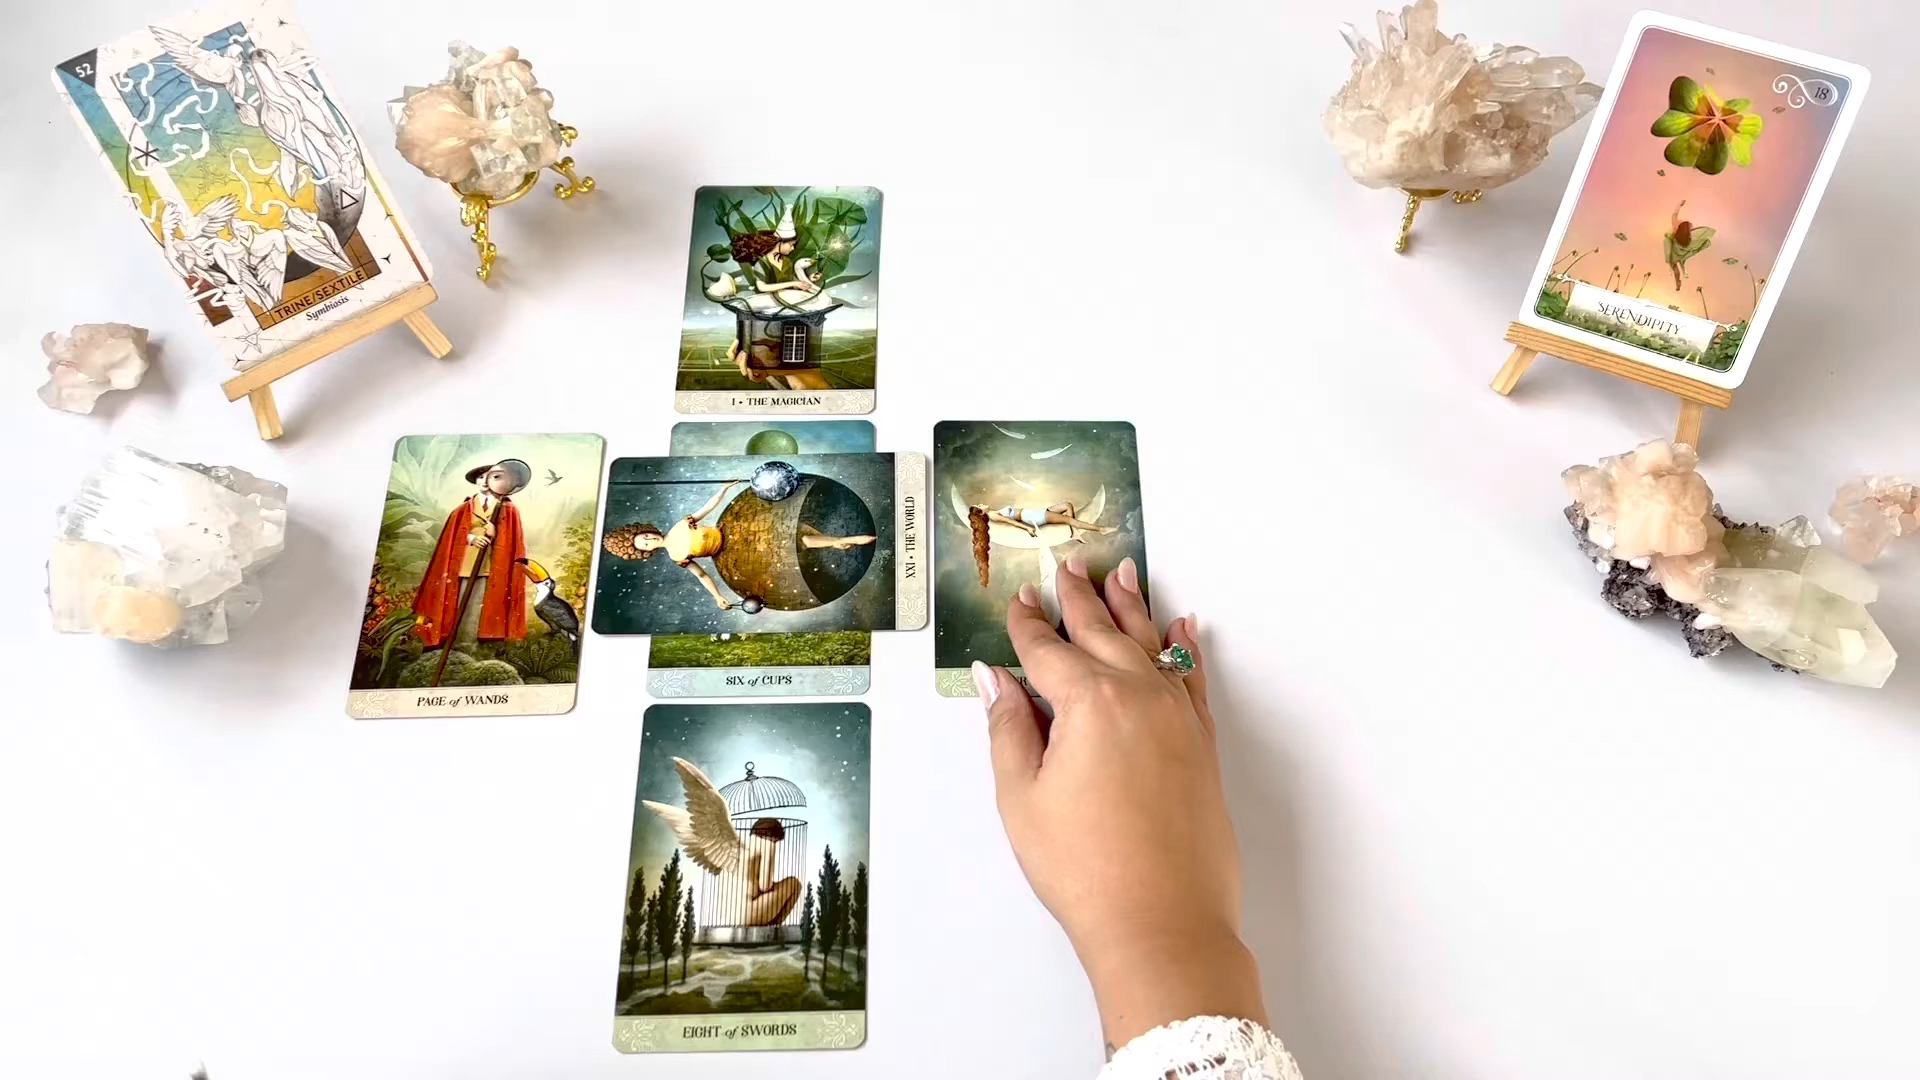 52
TRINE/SEXTILE
Symbiosis
18
SERENDIPITY
I • THE MAGICIAN
XXI • THE WORLD
PAGE of WANDS
SIX of CUPS
EIGHT of SWORDS